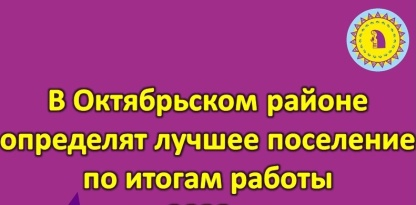 В Октябрьском районе
определят лучшее поселение
по итогам работы